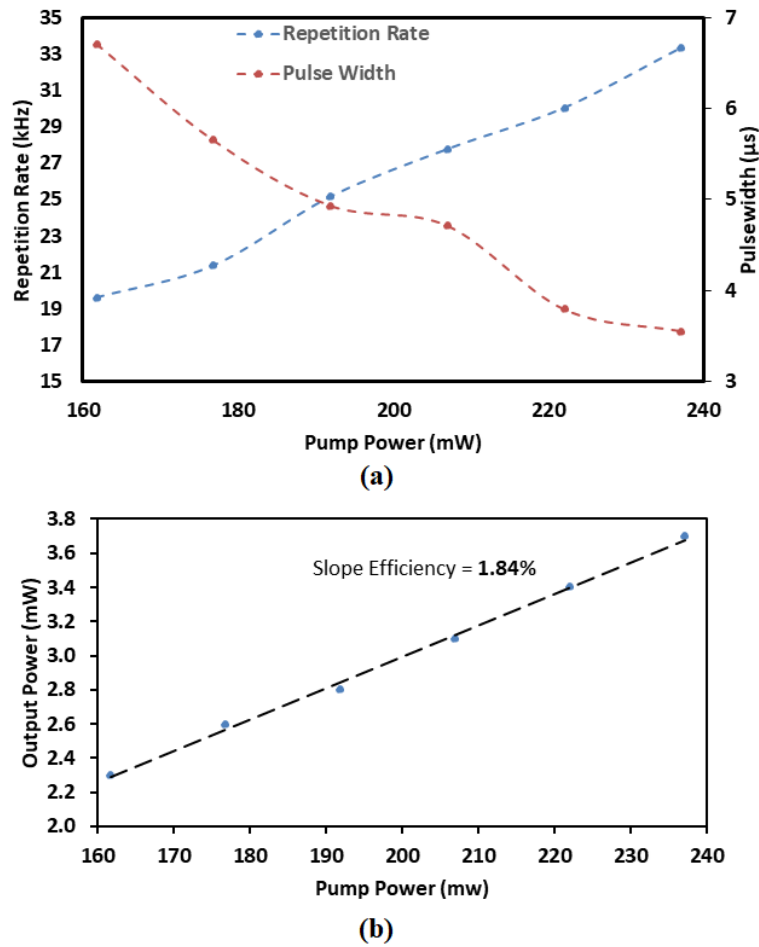 Repetition Rate
Pulse Width
Repetition Rate (kHz)
35
33
31
29
27
25
23
21
19
17
15
7
6
5
4
3
Pulsewidth (µs)
160 180 200 220 240
Pump Power (mW)
(a)
Slope Efficiency = 1.84%
Output Power (mW)
3.8
3.6
3.4
3.2
3.0
2.8
2.6
2.4
2.2
2.0
160 170 180 190 200 210 220 230 240
Pump Power (mw)
(b)